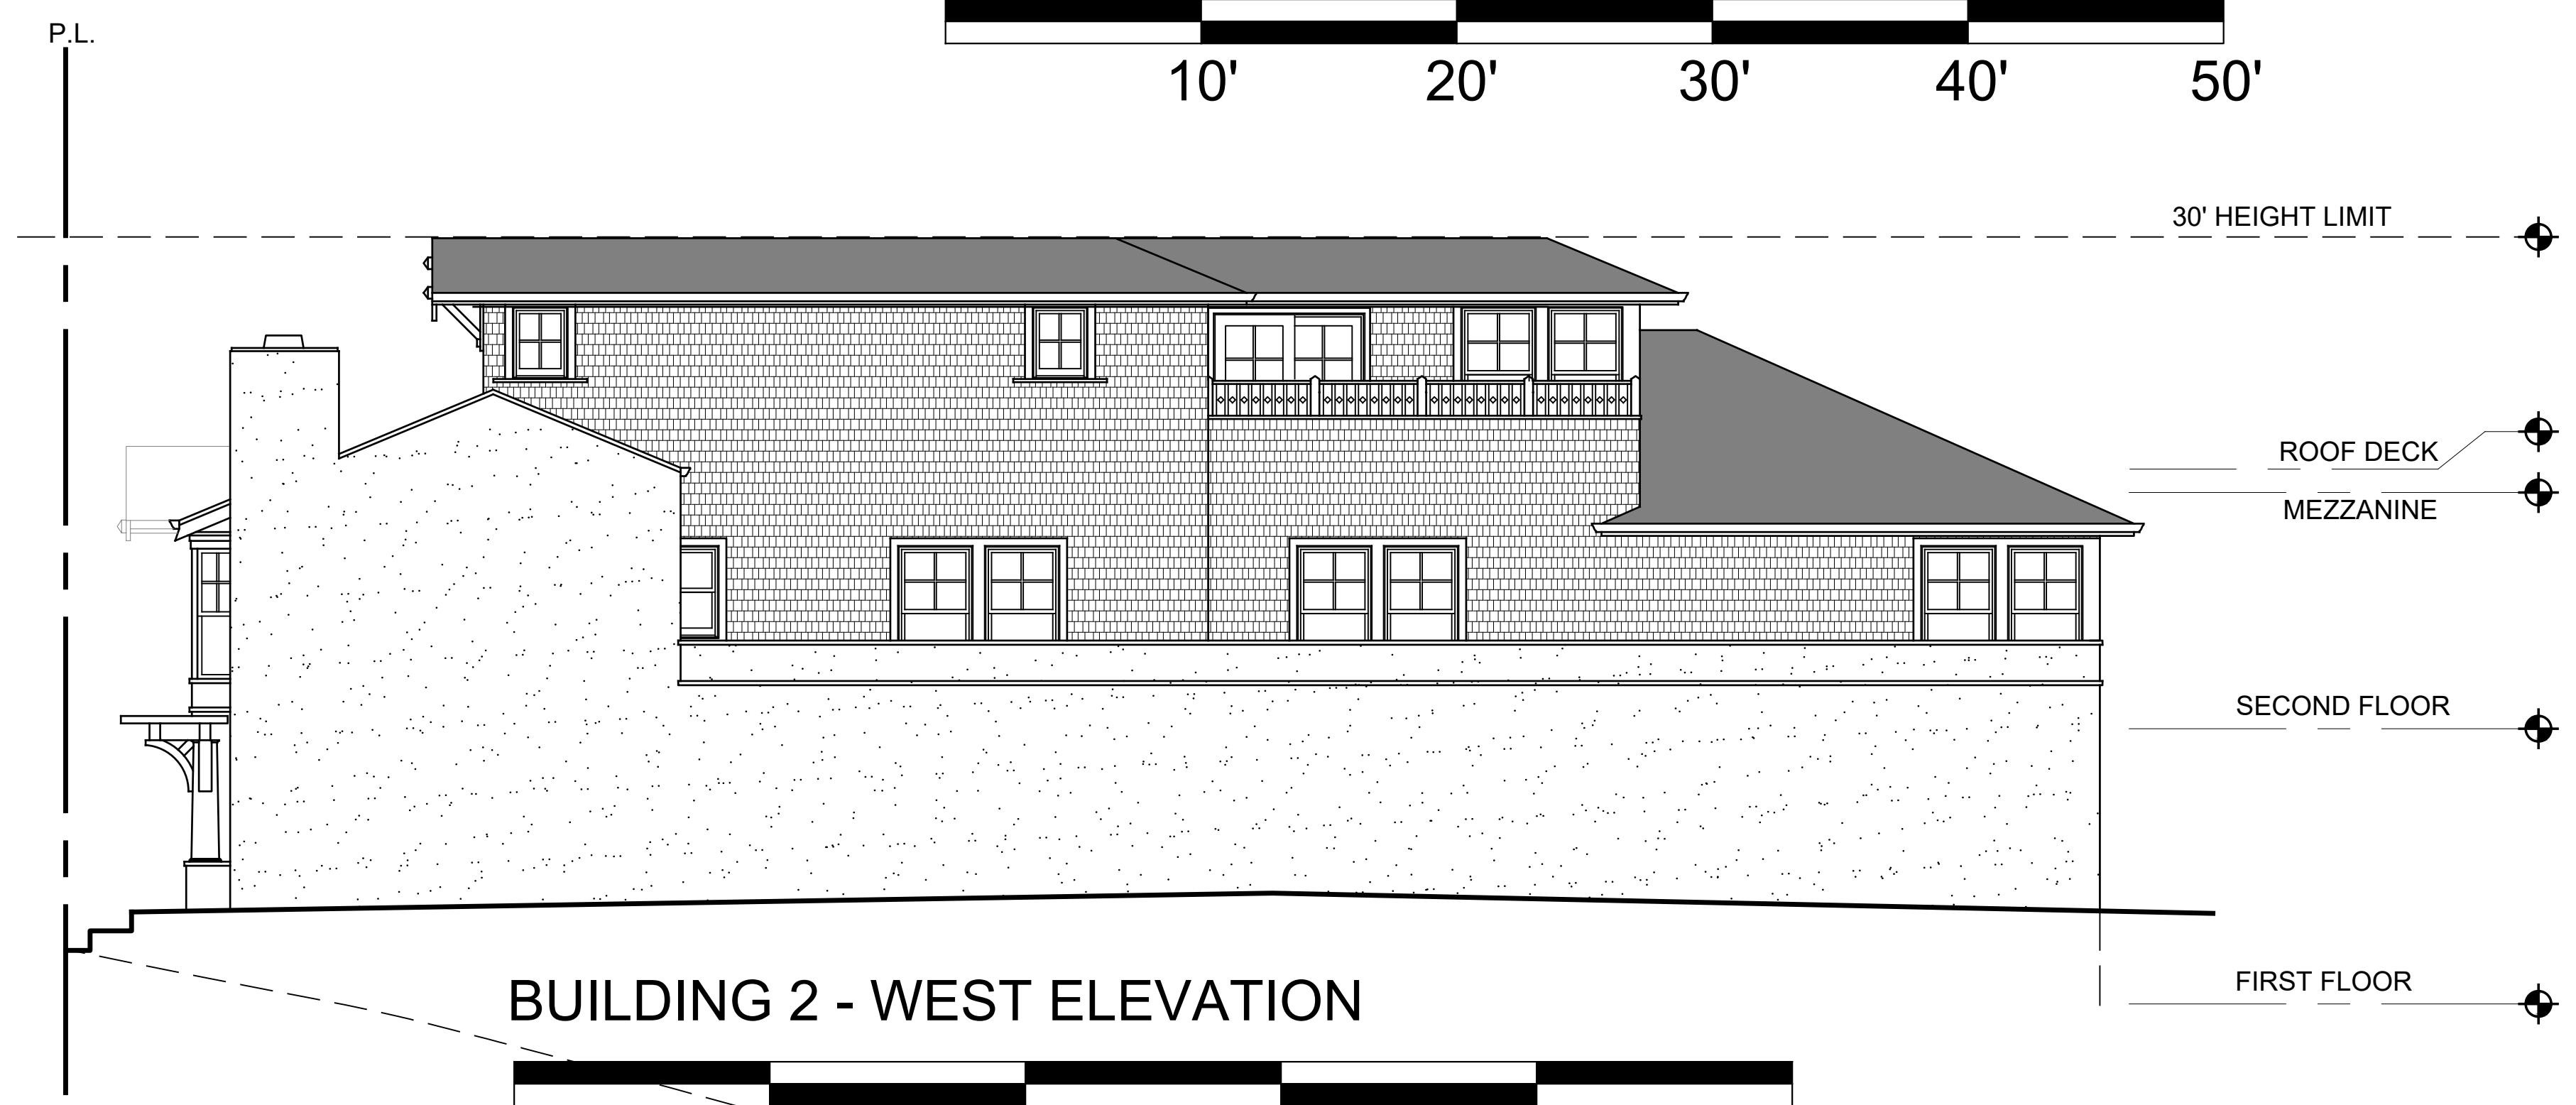 P.L.
10' 20' 30' 40' 50'
30' HEIGHT LIMIT
ROOF DECK
MEZZANINE
SECOND FLOOR
FIRST FLOOR
BUILDING 2 - WEST ELEVATION